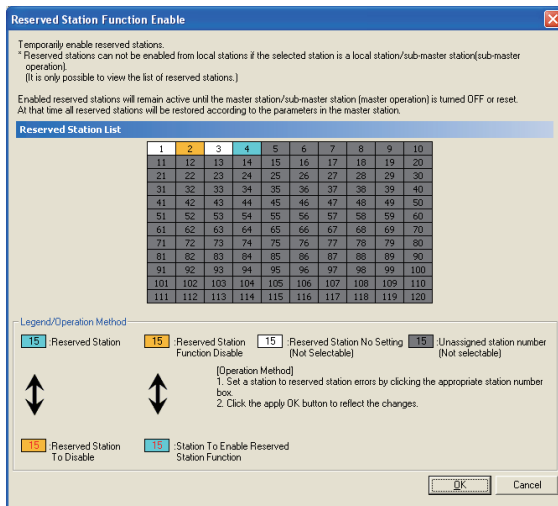 Reserved Station Function Enable
Temporarily enable reserved stations.
* Reserved stations can not be enabled from local stations if the selected station is a local station/sub-master station(sub-master
operation).
(It is only possible to view the list of reserved stations.)
Enabled reserved stations will remain active until the master station/sub-master station (master operation) is turned OFF or reset.
At that time all reserved stations will be restored according to the parameters in the master station.
Reserved Station List
1 2 3 4 5 6 7 8 9 10
11 12 13 14 15 16 17 18 19 20
21 22 23 24 25 26 27 28 29 30
31 32 33 34 35 36 37 38 39 40
41 42 43 44 45 46 47 48 49 50
51 52 53 54 55 56 57 58 59 60
61 62 63 64 65 66 67 68 69 70
71 72 73 74 75 76 77 78 79 80
81 82 83 84 85 86 87 88 89 90
91 92 93 94 95 96 97 98 99 100
101 102 103 104 105 106 107 108 109 110
111 112 113 114 115 116 117 118 119 120
Legend/Operation Method
15 :Reserved Station 15 :Reserved Station 15 :Reserved Station No Setting 15 :Unassigned station number
Function Disable (Not Selectable) (Not selectable)
[Operation Method]
1. Set a station to reserved station errors by clicking the appropriate station number
box.
2. Click the apply OK button to reflect the changes.
15 :Reserved Station 15 :Station To Enable Reserved
To Disable Station Function
OK Cancel